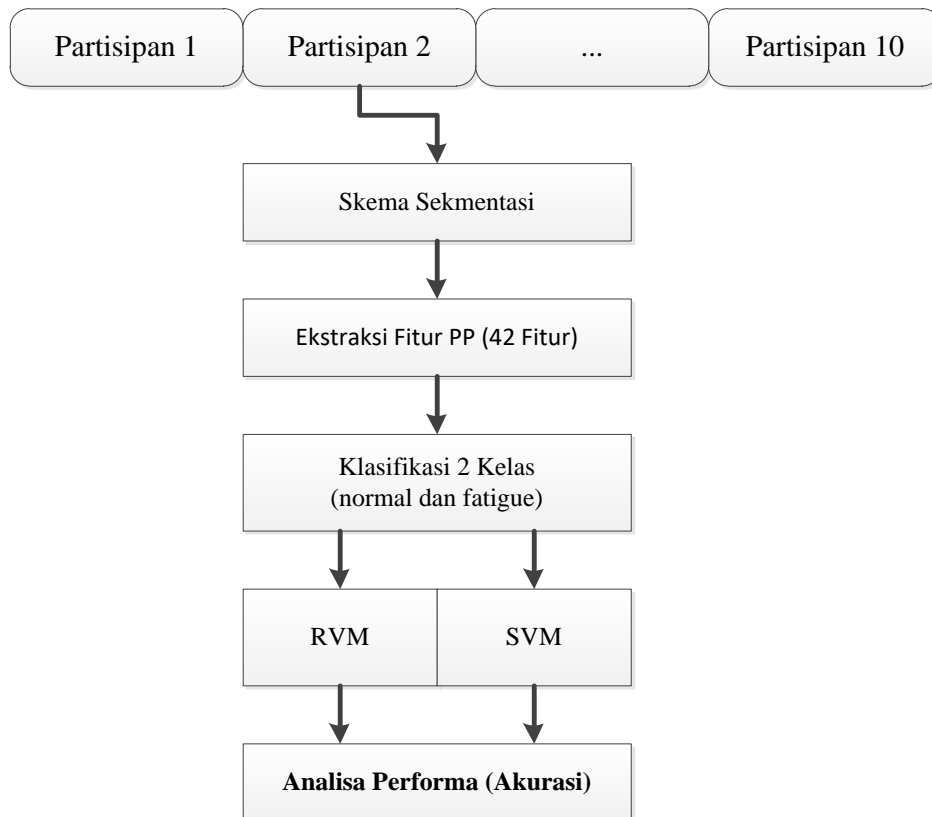 Partisipan 1
Partisipan 2
...
Partisipan 10
Skema Sekmentasi
Ekstraksi Fitur PP (42 Fitur)
Klasifikasi 2 Kelas
(normal dan fatigue)
RVM
SVM
Analisa Performa (Akurasi)